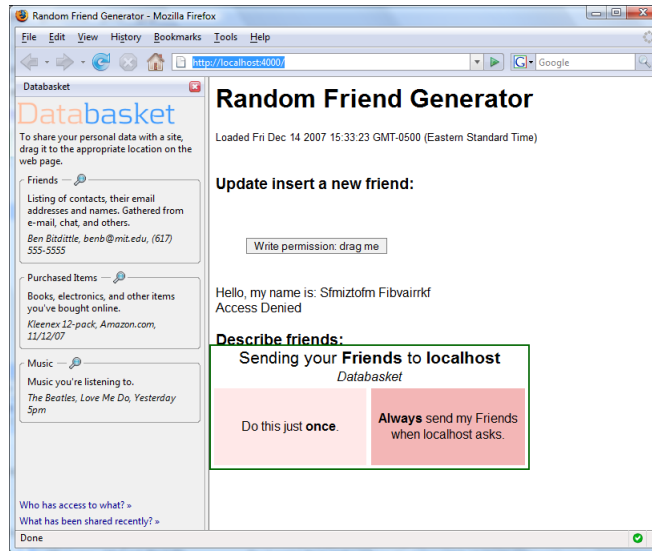 Random Friend Generator - Mozilla Firefox
File Edit View History Bookmarks Tools Help
http://localhost:4000/
G Google
Databasket
Databasket
To share your personal data with a site,
drag it to the appropriate location on the
web page.
Friends
Listing of contacts, their email
addresses and names. Gathered from
e-mail, chat, and others.
Ben Bitdittle, benb@mit.edu, (617)
555-5555
Purchased Items
Books, electronics, and other items
you've bought online.
Kleenex 12-pack, Amazon.com,
11/12/07
Music
Music you're listening to.
The Beatles, Love Me Do, Yesterday
5pm
Who has access to what? »
What has been shared recently? »
Random Friend Generator
Loaded Fri Dec 14 2007 15:33:23 GMT-0500 (Eastern Standard Time)
Update insert a new friend:
Write permission: drag me
Hello, my name is: Sfmiztofm Fibvairrkf
Access Denied
Describe friends:
Sending your Friends to localhost
Databasket
Do this just once.
Always send my Friends
when localhost asks.
Done